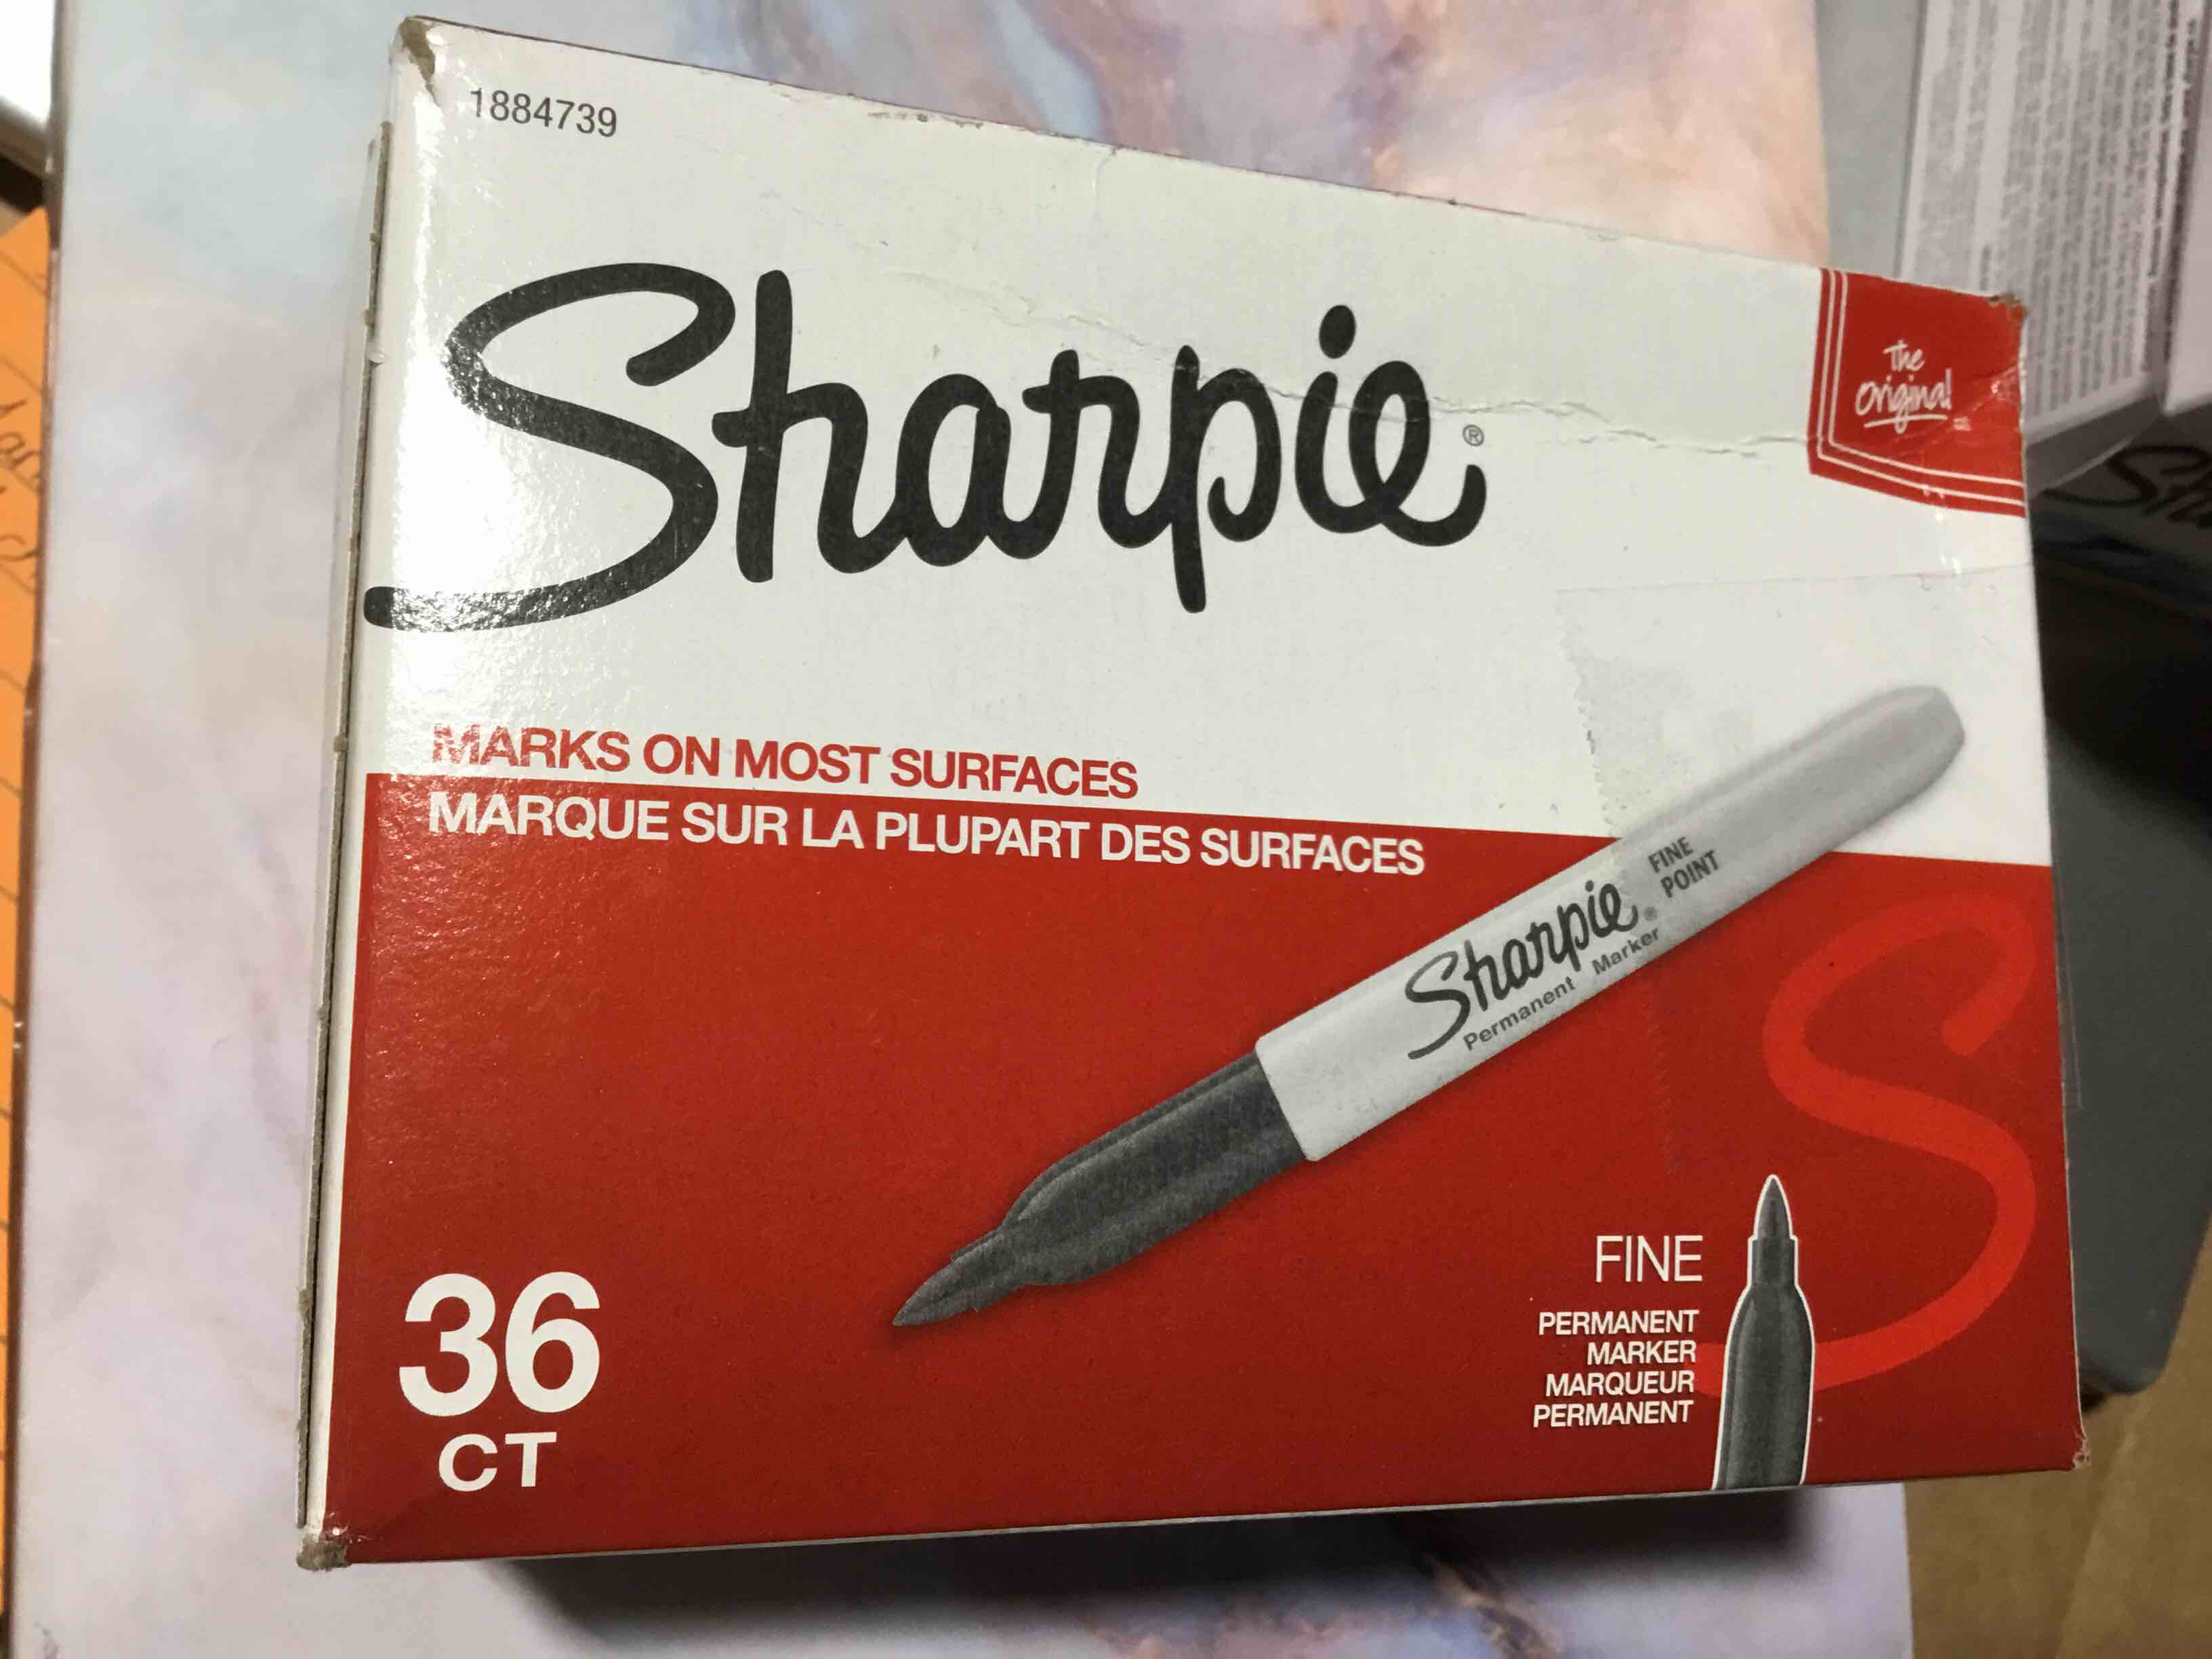 1884739
Sharpie®
The
Original
MARKS ON MOST SURFACES
MARQUE SUR LA PLUPART DES SURFACES
FINE
POINT
Sharpie®
Permanent Marker
36
CT
FINE
PERMANENT
MARKER
MARQUEUR
PERMANENT